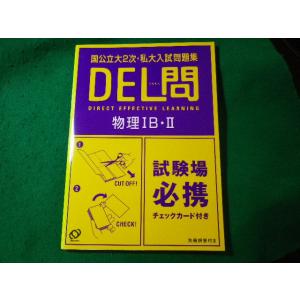 国公立大2次・私大入試問題集
DEL問
DIRECT EFFECTIVE LEARNING
物理IB・II
1
CUT OFF!
2
CHECK!
試験場
必携
チェックカード付き